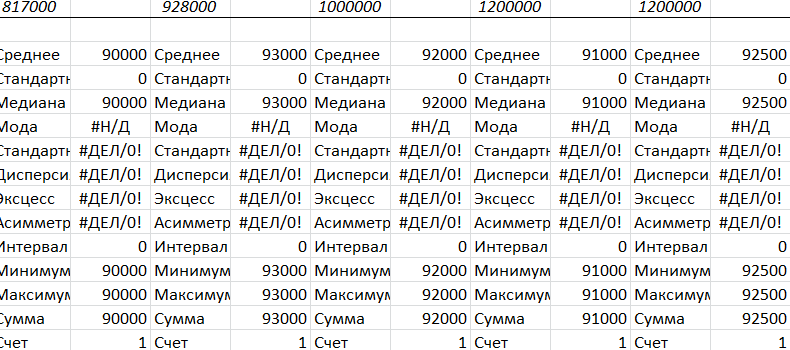 817000 928000 1000000 1200000 1200000
Среднее 90000 Среднее 93000 Среднее 92000 Среднее 91000 Среднее 92500
Стандартн 0 Стандартн 0 Стандартн 0 Стандартн 0 Стандартн 0
Медиана 90000 Медиана 93000 Медиана 92000 Медиана 91000 Медиана 92500
Мода #Н/Д Мода #Н/Д Мода #Н/Д Мода #Н/Д Мода #Н/Д
Стандартн #ДЕЛ/0! Стандартн #ДЕЛ/0! Стандартн #ДЕЛ/0! Стандартн #ДЕЛ/0! Стандартн #ДЕЛ/0!
Дисперси #ДЕЛ/0! Дисперси #ДЕЛ/0! Дисперси #ДЕЛ/0! Дисперси #ДЕЛ/0! Дисперси #ДЕЛ/0!
Эксцесс #ДЕЛ/0! Эксцесс #ДЕЛ/0! Эксцесс #ДЕЛ/0! Эксцесс #ДЕЛ/0! Эксцесс #ДЕЛ/0!
Асимметр #ДЕЛ/0! Асимметр #ДЕЛ/0! Асимметр #ДЕЛ/0! Асимметр #ДЕЛ/0! Асимметр #ДЕЛ/0!
Интервал 0 Интервал 0 Интервал 0 Интервал 0 Интервал 0
Минимум 90000 Минимум 93000 Минимум 92000 Минимум 91000 Минимум 92500
Максимум 90000 Максимум 93000 Максимум 92000 Максимум 91000 Максимум 92500
Сумма 90000 Сумма 93000 Сумма 92000 Сумма 91000 Сумма 92500
Счет 1 Счет 1 Счет 1 Счет 1 Счет 1